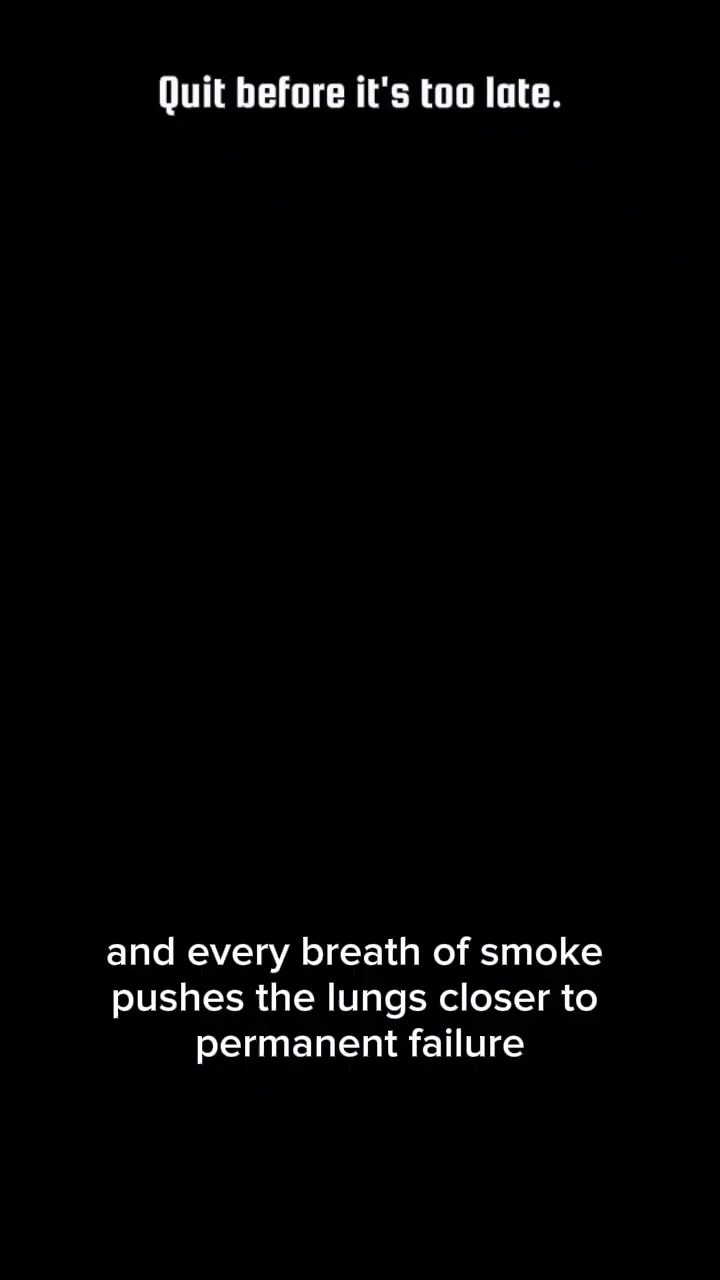 Quit before it's too late.
and every breath of smoke
pushes the lungs closer to
permanent failure